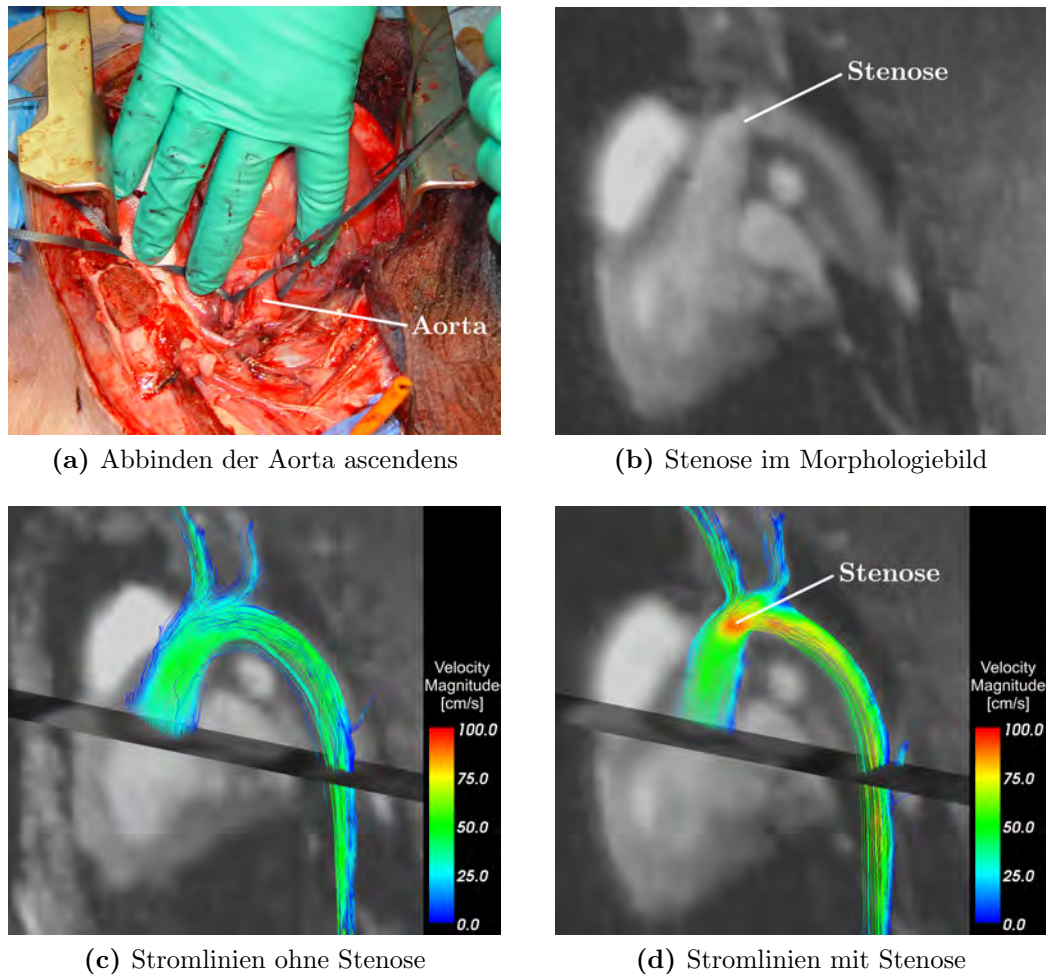 Stenose
Aorta
(a) Abbinden der Aorta ascendens
(b) Stenose im Morphologiebild
Stenose
Velocity
Magnitude
[cm/s]
100.0
75.0
50.0
25.0
0.0
Velocity
Magnitude
[cm/s]
100.0
75.0
50.0
25.0
0.0
(c) Stromlinien ohne Stenose
(d) Stromlinien mit Stenose